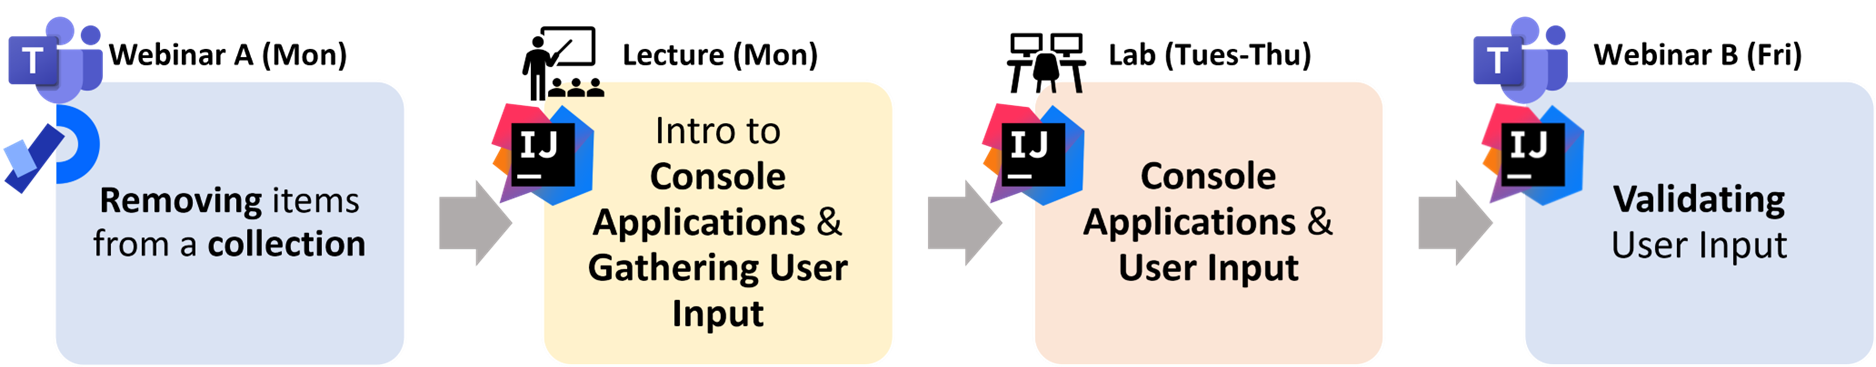 T
Webinar A (Mon)
Removing items
from a collection
Lecture (Mon)
IJ
Intro to
Console
Applications &
Gathering User
Input
Lab (Tues-Thu)
IJ
Console
Applications &
User Input
T
Webinar B (Fri)
IJ
Validating
User Input